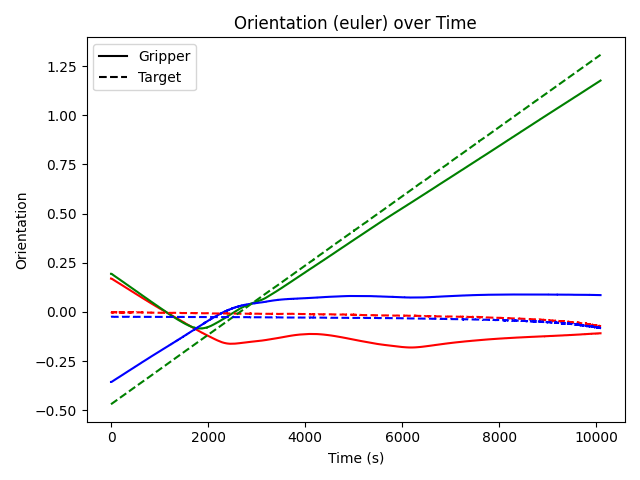 Orientation (euler) over Time
Gripper
Target
1.25
1.00
0.75
0.50
0.25
0.00
−0.25
−0.50
Orientation
0 2000 4000 6000 8000 10000
Time (s)